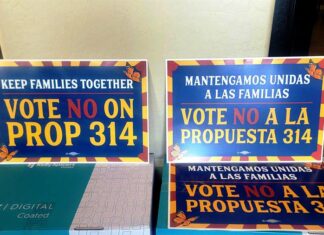 KEEP FAMILIES TOGETHER
VOTE NO ON
PROP 314
MANTENGAMOS UNIDAS
A LAS FAMILIAS
VOTE NO A LA
PROPUESTA 314
MANTENGAMOS UNIDAS
A LAS FAMILIAS
VOTE NO A LA
PROPUESTA 314
DIGITAL
Coated